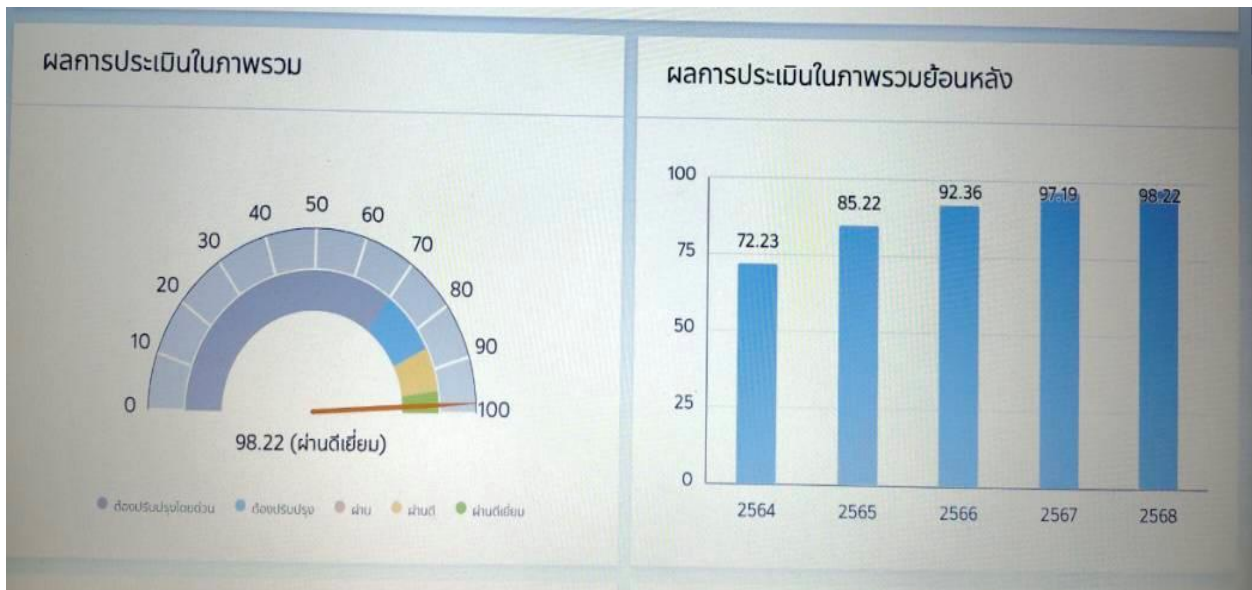 ผลการประเมินในภาพรวม
0
10
20
30
40
50
60
70
80
90
100
98.22 (ผ่านดีเยี่ยม)
ต้องปรับปรุงโดยด่วน ต้องปรับปรุง ผ่าน ผ่านดี ผ่านดีเยี่ยม
ผลการประเมินในภาพรวมย้อนหลัง
100
75
50
25
0
72.23 85.22 92.36 97.19 98.22
2564 2565 2566 2567 2568